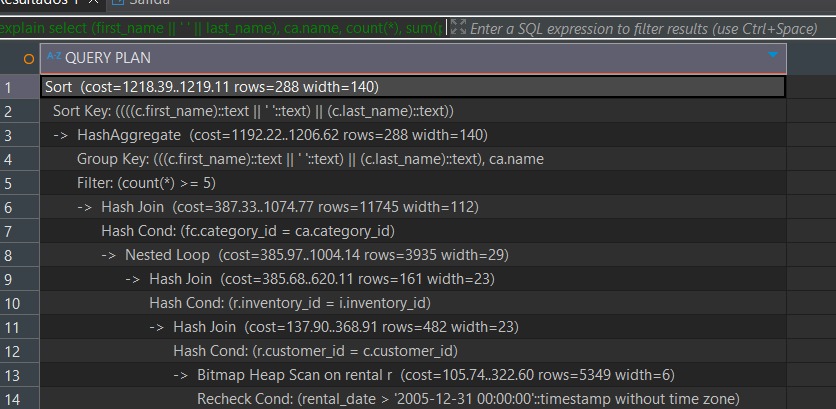 Resultados 1 Salida
explain select (first_name || ' ' || last_name), ca.name, count(*), sum(p Enter a SQL expression to filter results (use Ctrl+Space)
A-Z QUERY PLAN
1 Sort (cost=1218.39..1219.11 rows=288 width=140)
2 Sort Key: ((((c.first_name)::text || ' '::text) || (c.last_name)::text))
3 -> HashAggregate (cost=1192.22..1206.62 rows=288 width=140)
4 Group Key: (((c.first_name)::text || ' '::text) || (c.last_name)::text), ca.name
5 Filter: (count(*) >= 5)
6 -> Hash Join (cost=387.33..1074.77 rows=11745 width=112)
7 Hash Cond: (fc.category_id = ca.category_id)
8 -> Nested Loop (cost=385.97..1004.14 rows=3935 width=29)
9 -> Hash Join (cost=385.68..620.11 rows=161 width=23)
10 Hash Cond: (r.inventory_id = i.inventory_id)
11 -> Hash Join (cost=137.90..368.91 rows=482 width=23)
12 Hash Cond: (r.customer_id = c.customer_id)
13 -> Bitmap Heap Scan on rental r (cost=105.74..322.60 rows=5349 width=6)
14 Recheck Cond: (rental_date > '2005-12-31 00:00:00'::timestamp without time zone)